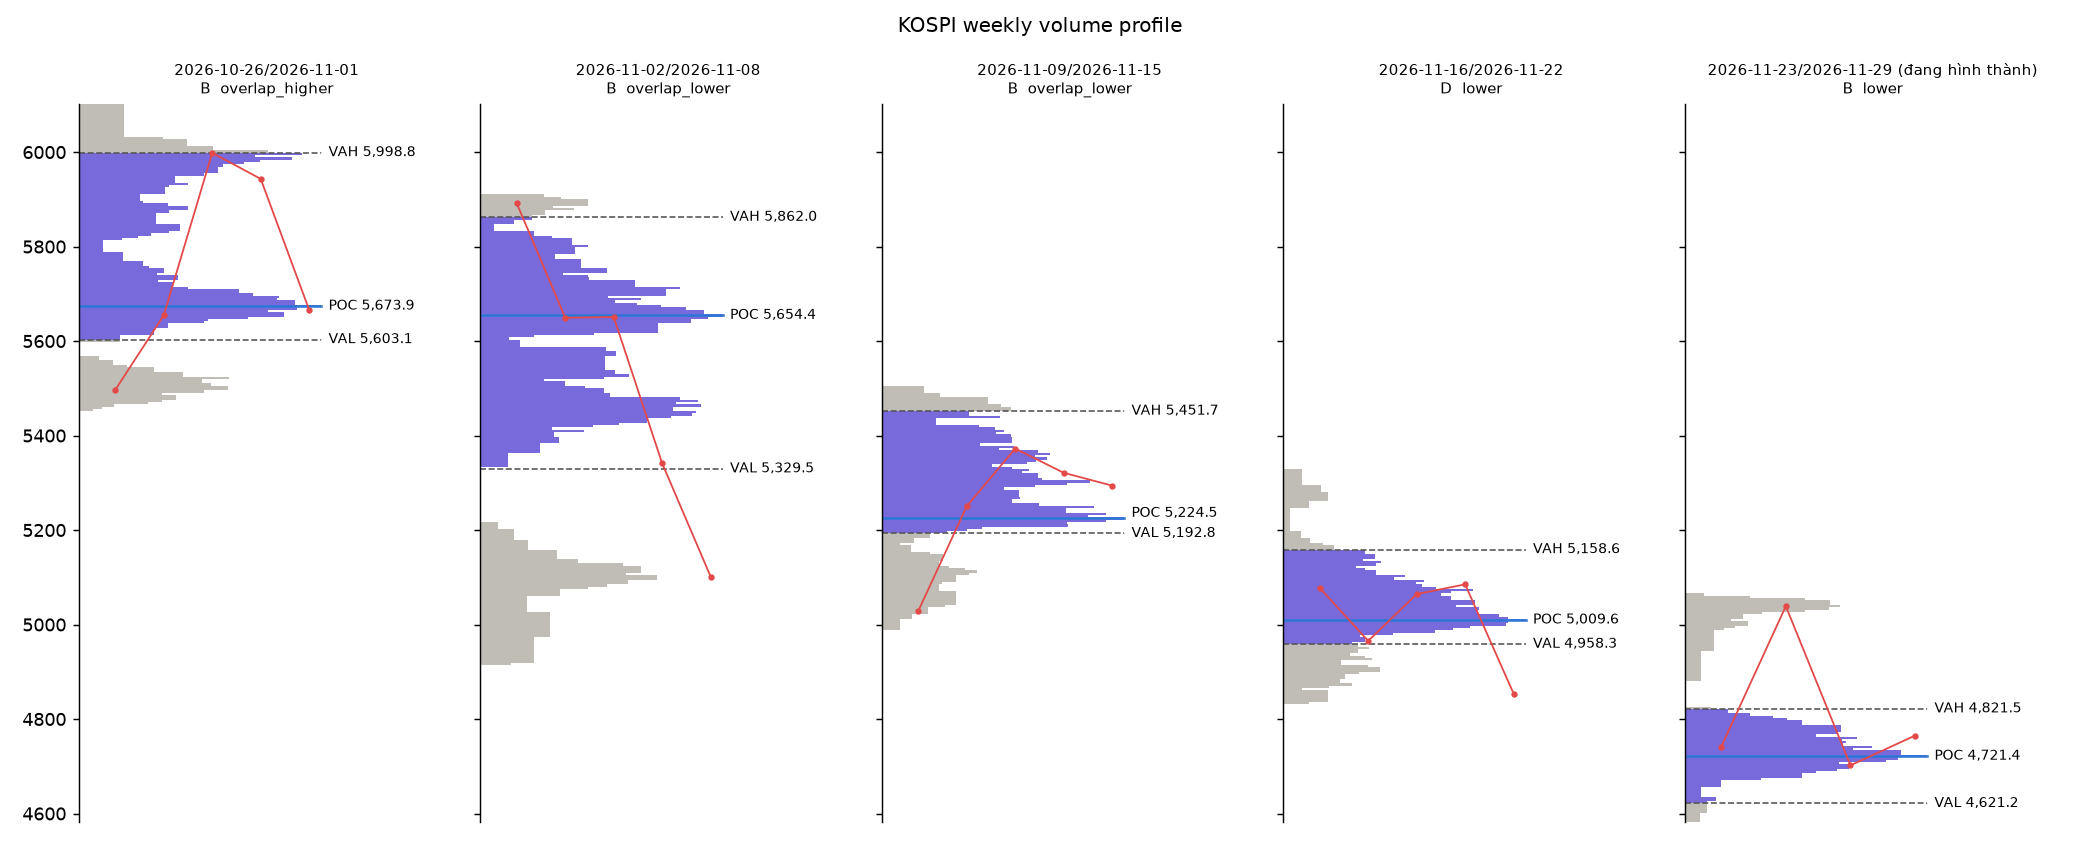 KOSPI weekly volume profile
2026-10-26/2026-11-01
B  overlap_higher
2026-11-02/2026-11-08
B  overlap_lower
2026-11-09/2026-11-15
B  overlap_lower
2026-11-16/2026-11-22
D  lower
2026-11-23/2026-11-29 (đang hình thành)
B  lower
6000
5800
5600
5400
5200
5000
4800
4600
VAH 5,998.8
POC 5,673.9
VAL 5,603.1
VAH 5,862.0
POC 5,654.4
VAL 5,329.5
VAH 5,451.7
POC 5,224.5
VAL 5,192.8
VAH 5,158.6
POC 5,009.6
VAL 4,958.3
VAH 4,821.5
POC 4,721.4
VAL 4,621.2